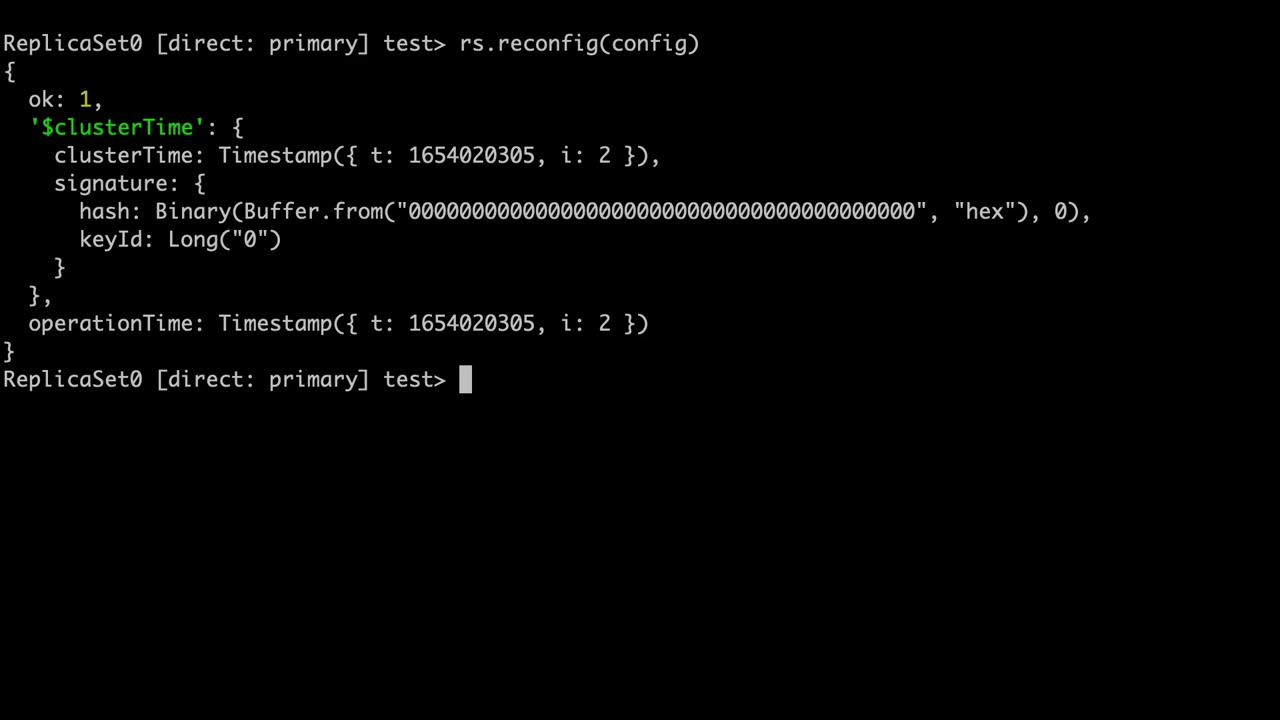 ReplicaSet0 [direct: primary] test> rs.reconfig(config)
{
  ok: 1,
  '$clusterTime': {
    clusterTime: Timestamp({ t: 1654020305, i: 2 }),
    signature: {
      hash: Binary(Buffer.from("0000000000000000000000000000000000000000", "hex"), 0),
      keyId: Long("0")
    }
  },
  operationTime: Timestamp({ t: 1654020305, i: 2 })
}
ReplicaSet0 [direct: primary] test>